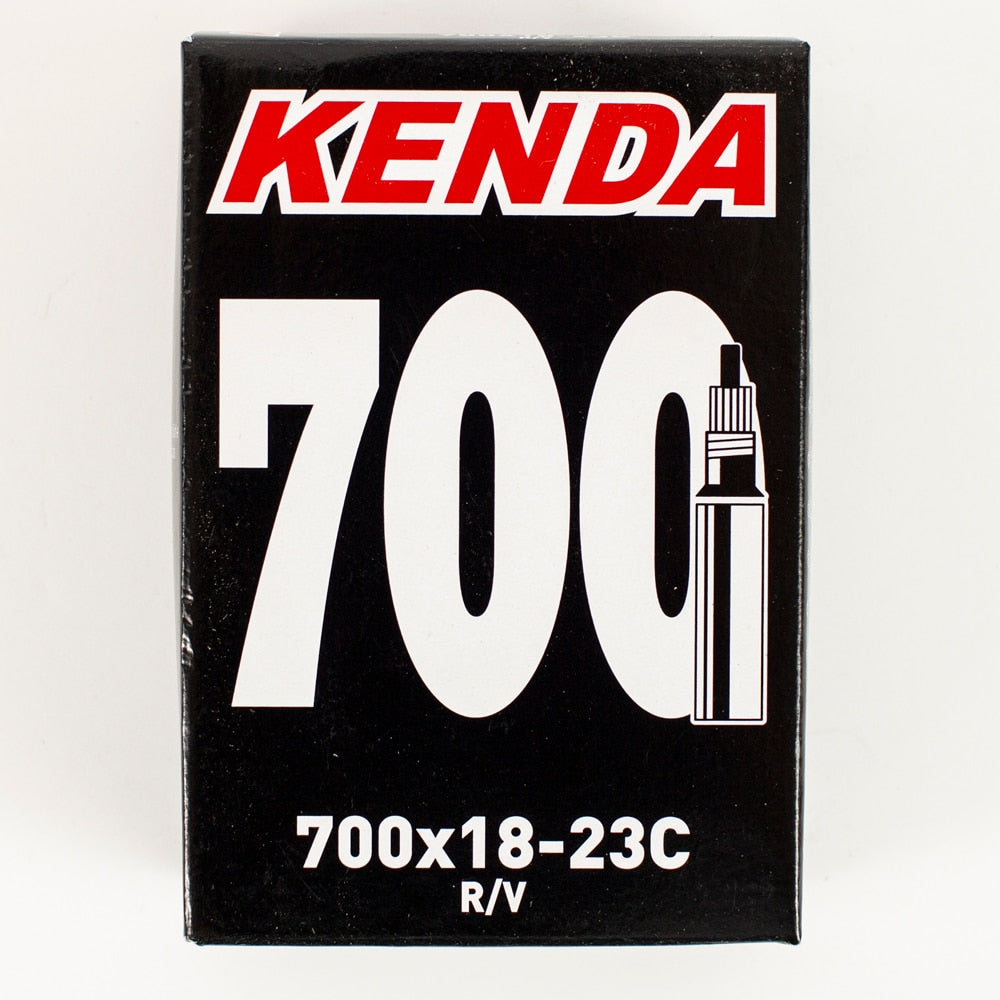 KENDA
700
700x18-23C
R/V